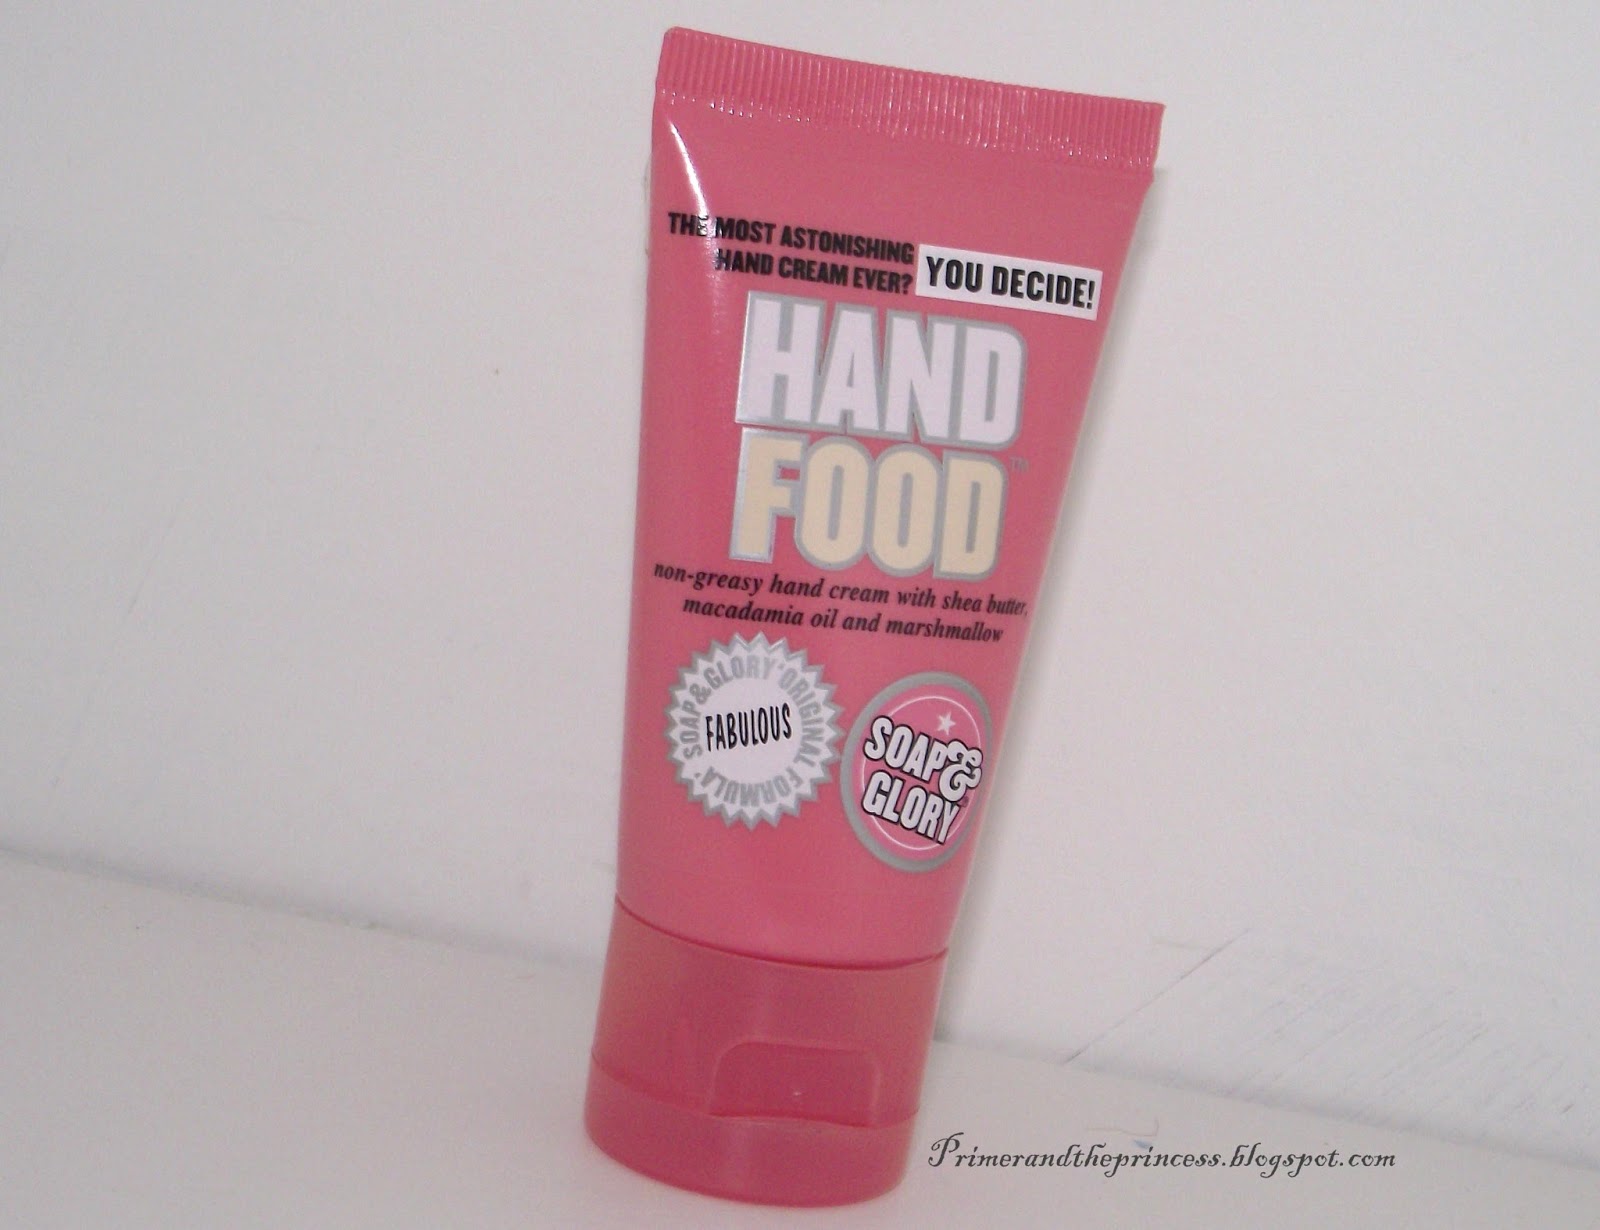 THE MOST ASTONISHING
HAND CREAM EVER?
YOU DECIDE!
HAND
FOOD™
non-greasy hand cream with shea butter,
macadamia oil and marshmallow
SOAP&GLORY 'ORIGINAL FORMULA'
FABULOUS
SOAP&
GLORY
Primerandtheprincess.blogspot.com